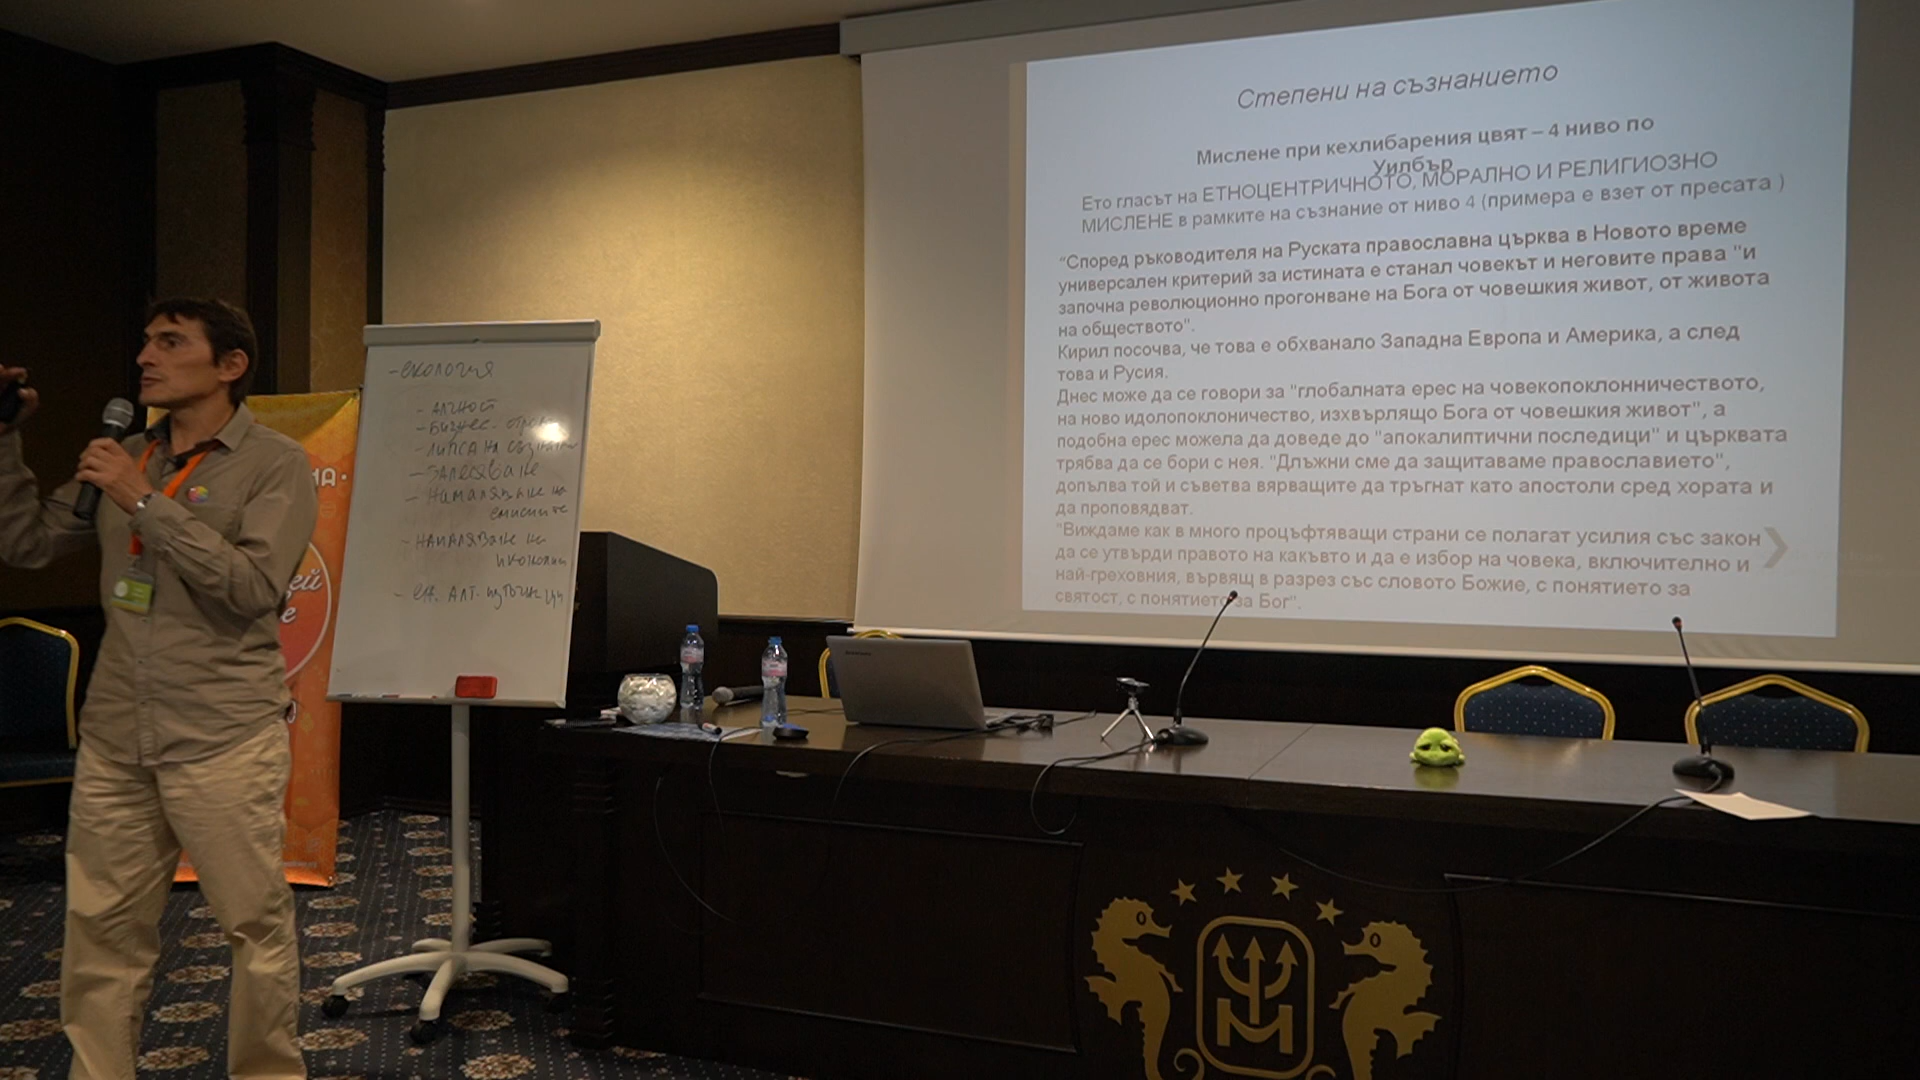 Степени на съзнанието
Мислене при кехлибарения цвят – 4 ниво по
Уилбър
Ето гласът на ЕТНОЦЕНТРИЧНОТО, МОРАЛНО И РЕЛИГИОЗНО
МИСЛЕНЕ в рамките на съзнание от ниво 4 (примера е взет от пресата )
“Според ръководителя на Руската православна църква в Новото време
универсален критерий за истината е станал човекът и неговите права "и
започна революционно прогонване на Бога от човешкия живот, от живота
на обществото".
Кирил посочва, че това е обхванало Западна Европа и Америка, а след
това и Русия.
Днес може да се говори за "глобалната ерес на човекопоклонничеството,
на ново идолопоклоничество, изхвърлящо Бога от човешкия живот", а
подобна ерес можела да доведе до "апокалиптични последици" и църквата
трябва да се бори с нея. "Длъжни сме да защитаваме православието",
допълва той и съветва вярващите да тръгнат като апостоли сред хората и
да проповядват.
"Виждаме как в много процъфтяващи страни се полагат усилия със закон
да се утвърди правото на какъвто и да е избор на човека, включително и
най-греховния, вървящ в разрез със словото Божие, с понятието за
святост, с понятието за Бог".
- екология
- алчност
- бизнес
- липса на
- залесяване
- намаляване на
емисиите
- намаляване на
- ел. алт. източници
НА·
ей
е
М